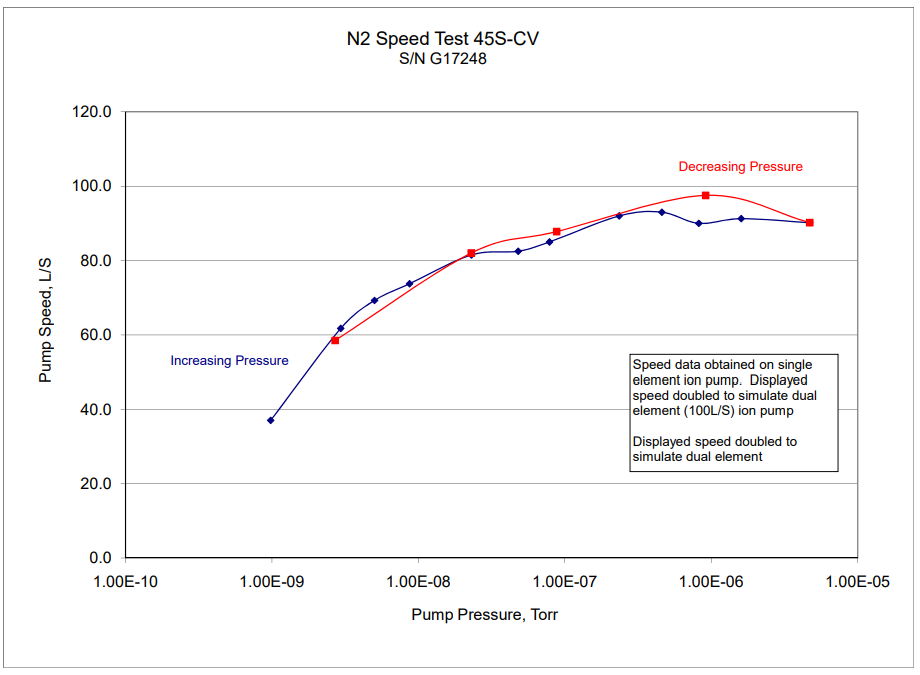 N2 Speed Test 45S-CV
S/N G17248
120.0
100.0
80.0
60.0
40.0
20.0
0.0
Pump Speed, L/S
Decreasing Pressure
Increasing Pressure
Speed data obtained on single
element ion pump.  Displayed
speed doubled to simulate dual
element (100L/S) ion pump
Displayed speed doubled to
simulate dual element
1.00E-10
1.00E-09
1.00E-08
1.00E-07
1.00E-06
1.00E-05
Pump Pressure, Torr